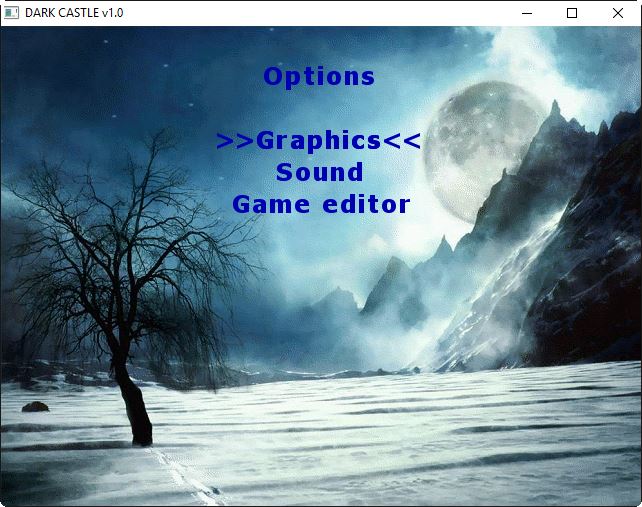 DARK CASTLE v1.0
Options
>>Graphics<<
Sound
Game editor